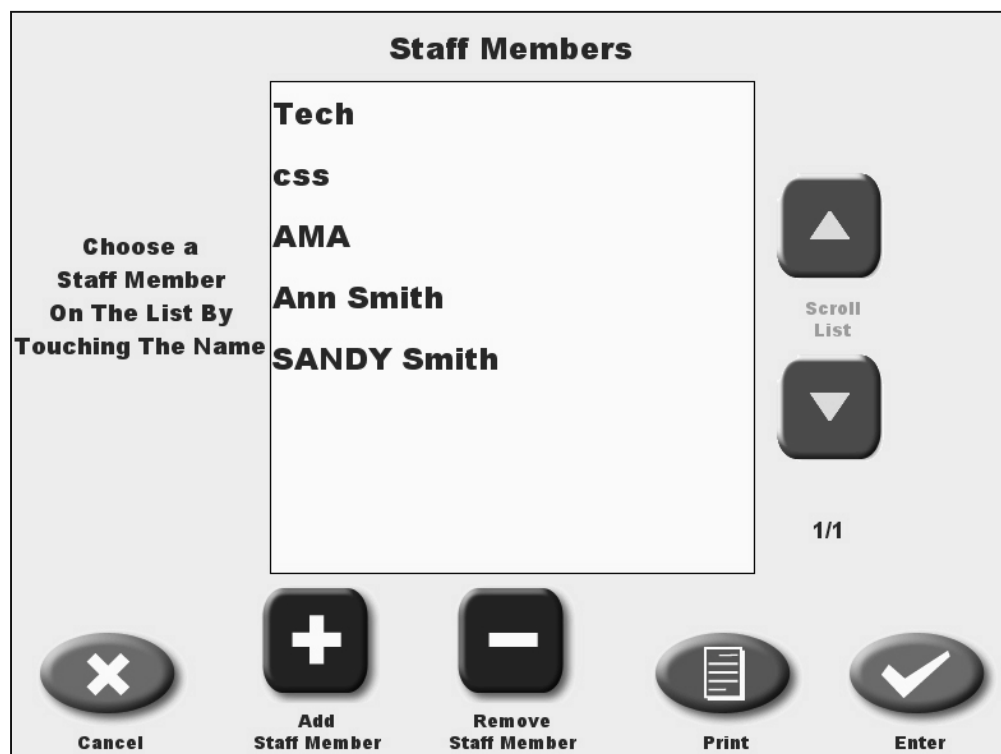 Staff Members
Tech
css
AMA
Ann Smith
SANDY Smith
Choose a
Staff Member
On The List By
Touching The Name
Scroll
List
1/1
Cancel
Add
Staff Member
Remove
Staff Member
Print
Enter